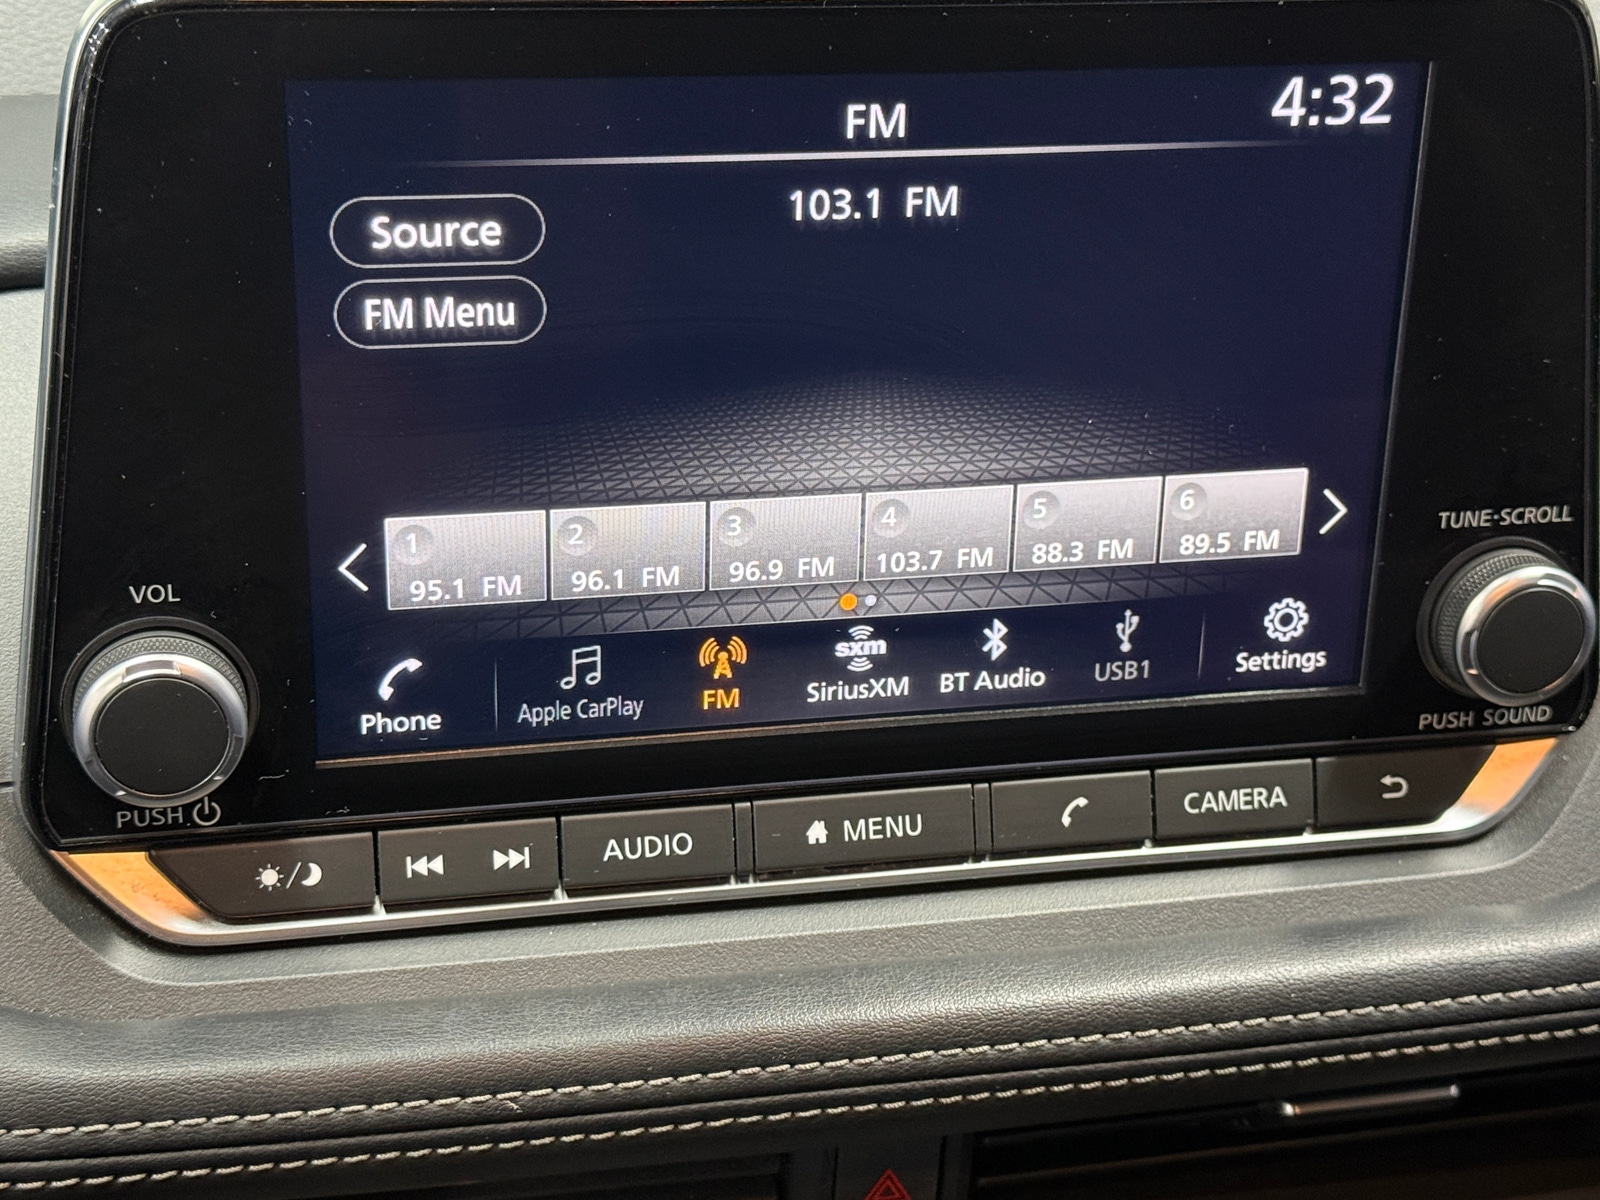 FM
4:32
103.1 FM
Source
FM Menu
1
95.1 FM
2
96.1 FM
3
96.9 FM
4
103.7 FM
5
88.3 FM
6
89.5 FM
Phone
Apple CarPlay
FM
sxm
SiriusXM
BT Audio
USB1
Settings
VOL
PUSH
TUNE·SCROLL
PUSH SOUND
AUDIO
MENU
CAMERA